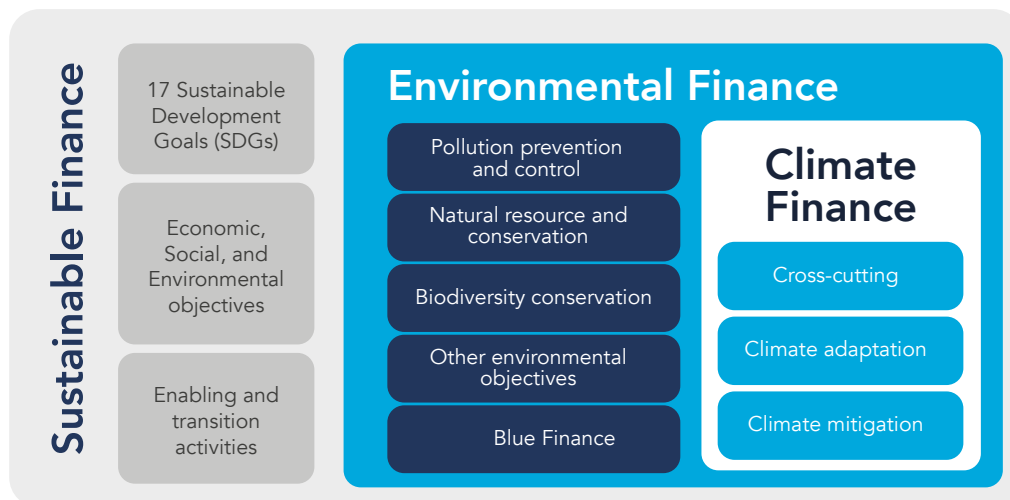 Sustainable Finance
17 Sustainable
Development
Goals (SDGs)
Economic,
Social, and
Environmental
objectives
Enabling and
transition
activities
Environmental Finance
Pollution prevention
and control
Natural resource and
conservation
Biodiversity conservation
Other environmental
objectives
Blue Finance
Climate
Finance
Cross-cutting
Climate adaptation
Climate mitigation